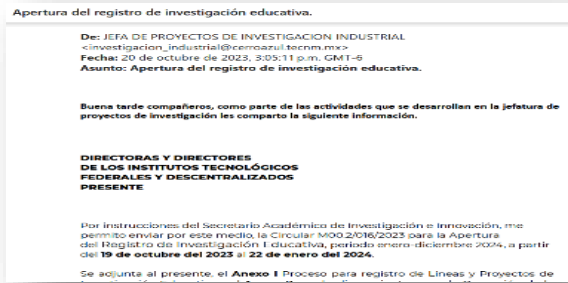 Apertura del registro de investigación educativa.
De: JEFA DE PROYECTOS DE INVESTIGACION INDUSTRIAL
<investigacion_industrial@cerroazul.tecnm.mx>
Fecha: 20 de octubre de 2023, 3:05:11 p.m. GMT-6
Asunto: Apertura del registro de investigación educativa.
Buena tarde compañeros, como parte de las actividades que se desarrollan en la jefatura de
proyectos de investigación les comparto la siguiente información.
DIRECTORAS Y DIRECTORES
DE LOS INSTITUTOS TECNOLÓGICOS
FEDERALES Y DESCENTRALIZADOS
PRESENTE
Por instrucciones del Secretario Académico de Investigación e Innovación, me
permito enviar por este medio, la Circular M00.2/016/2023 para la Apertura
del Registro de Investigación Educativa, periodo enero-diciembre 2024, a partir
del 19 de octubre del 2023 al 22 de enero del 2024.
Se adjunta al presente, el Anexo I Proceso para registro de Líneas y Proyectos de